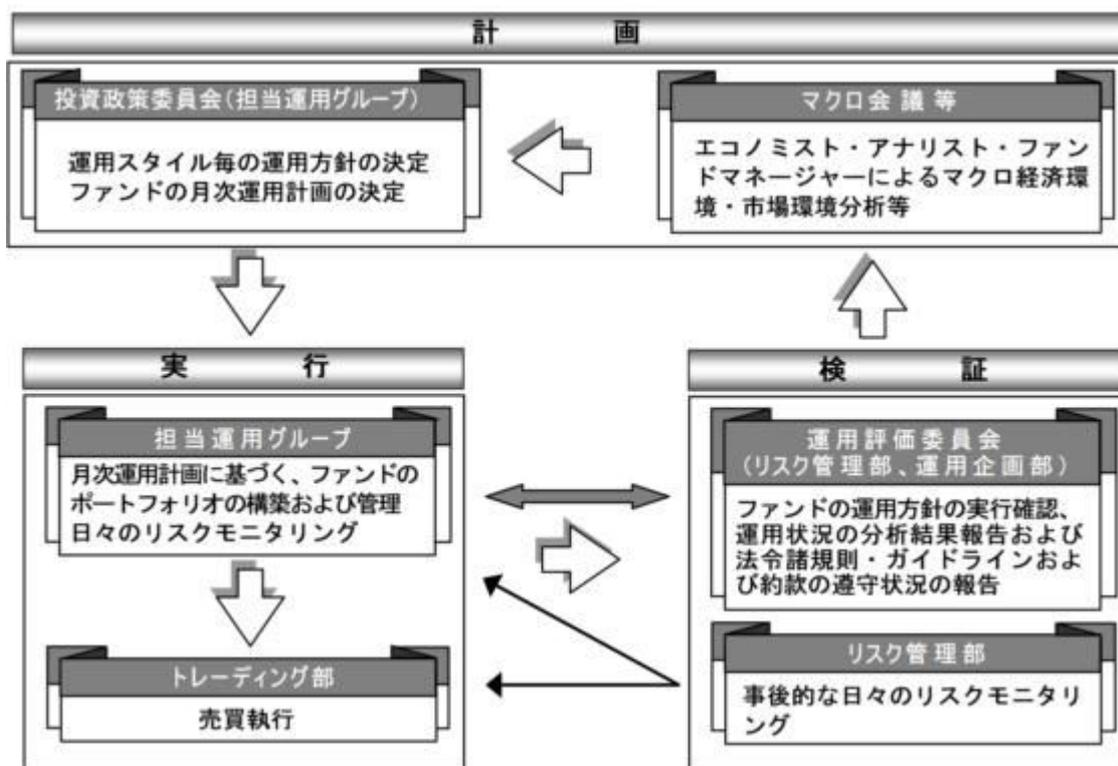 計画
投資政策委員会(担当運用グループ)
運用スタイル毎の運用方針の決定
ファンドの月次運用計画の決定
マクロ会議等
エコノミスト・アナリスト・ファン
ドマネージャーによるマクロ経済環
境・市場環境分析等
実行
担当運用グループ
月次運用計画に基づく、ファンドの
ポートフォリオの構築および管理
日々のリスクモニタリング
トレーディング部
売買執行
検証
運用評価委員会
(リスク管理部、運用企画部)
ファンドの運用方針の実行確認、
運用状況の分析結果報告および
法令諸規則・ガイドラインおよ
び約款の遵守状況の報告
リスク管理部
事後的な日々のリスクモニタリ
ング